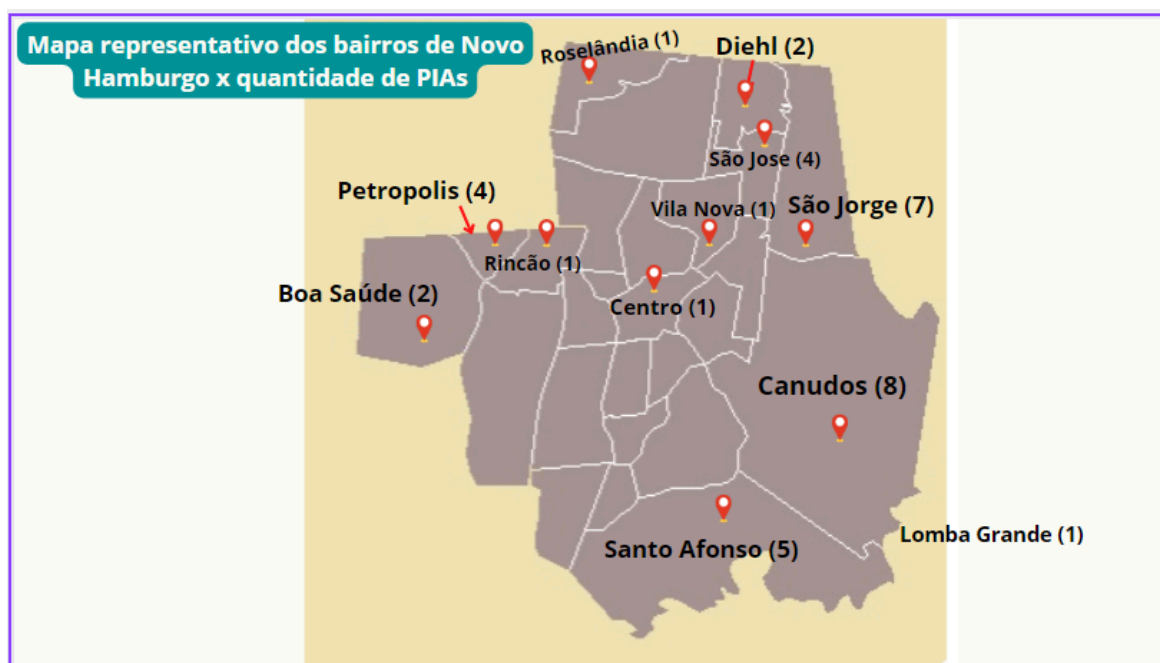 Mapa representativo dos bairros de Novo
Hamburgo x quantidade de PIAs
Roselândia (1)
Diehl (2)
São Jose (4)
Petropolis (4)
Vila Nova (1)
São Jorge (7)
Rincão (1)
Boa Saúde (2)
Centro (1)
Canudos (8)
Lomba Grande (1)
Santo Afonso (5)